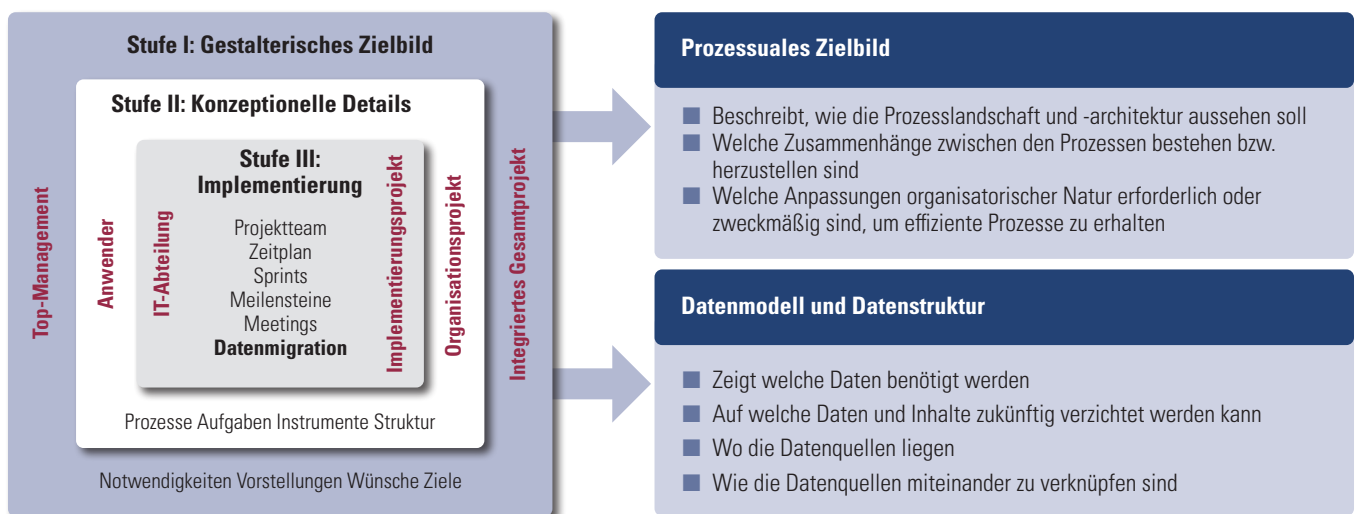 Stufe I: Gestalterisches Zielbild
Stufe II: Konzeptionelle Details
Stufe III:
Implementierung
Projektteam
Zeitplan
Sprints
Meilensteine
Meetings
Datenmigration
Top-Management
Anwender
IT-Abteilung
Implementierungsprojekt
Organisationsprojekt
Integriertes Gesamtprojekt
Prozesse Aufgaben Instrumente Struktur
Notwendigkeiten Vorstellungen Wünsche Ziele
Prozessuales Zielbild
Beschreibt, wie die Prozesslandschaft und -architektur aussehen soll
Welche Zusammenhänge zwischen den Prozessen bestehen bzw.
herzustellen sind
Welche Anpassungen organisatorischer Natur erforderlich oder
zweckmäßig sind, um effiziente Prozesse zu erhalten
Datenmodell und Datenstruktur
Zeigt welche Daten benötigt werden
Auf welche Daten und Inhalte zukünftig verzichtet werden kann
Wo die Datenquellen liegen
Wie die Datenquellen miteinander zu verknüpfen sind